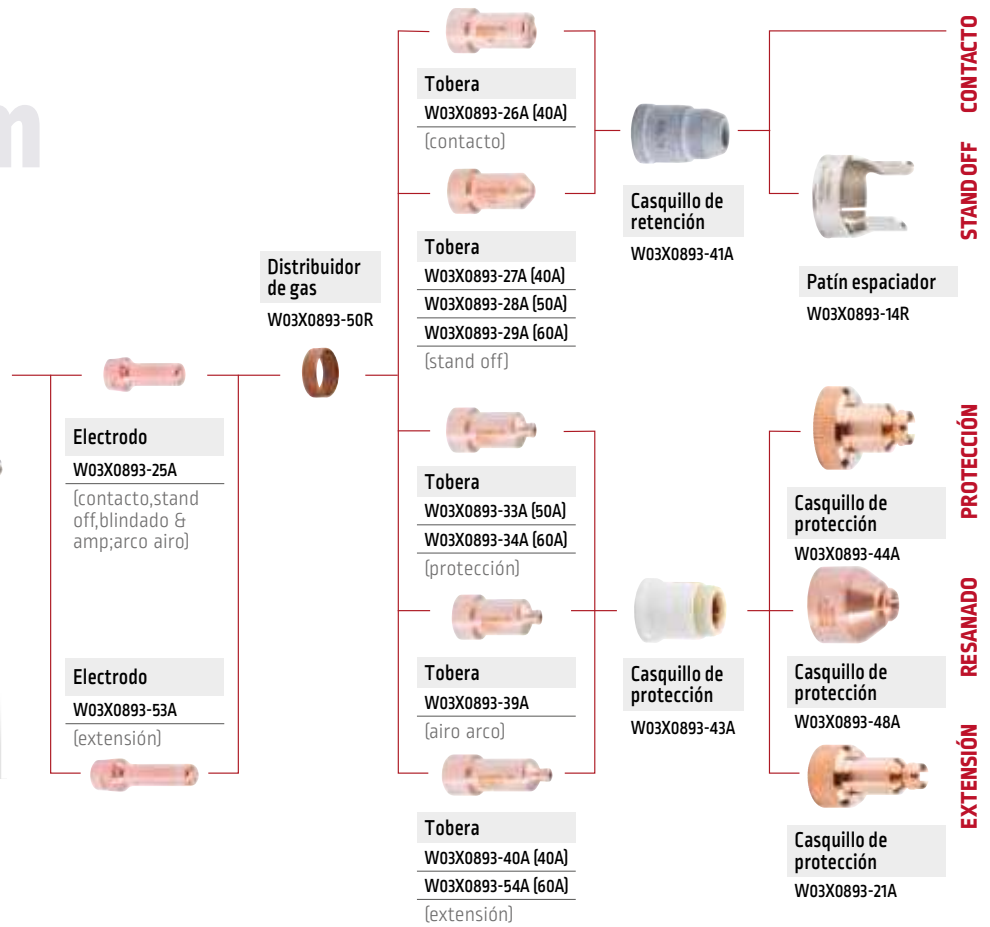 Tobera
W03X0893-26A (40A)
(contacto)
Tobera
W03X0893-27A (40A)
W03X0893-28A (50A)
W03X0893-29A (60A)
(stand off)
Distribuidor
de gas
W03X0893-50R
Electrodo
W03X0893-25A
(contacto,stand
off,blindado &
amp;arco airo)
Electrodo
W03X0893-53A
(extensión)
Tobera
W03X0893-33A (50A)
W03X0893-34A (60A)
(protección)
Tobera
W03X0893-39A
(airo arco)
Tobera
W03X0893-40A (40A)
W03X0893-54A (60A)
(extensión)
Casquillo de
retención
W03X0893-41A
Casquillo de
protección
W03X0893-43A
Patín espaciador
W03X0893-14R
Casquillo de
protección
W03X0893-44A
Casquillo de
protección
W03X0893-48A
Casquillo de
protección
W03X0893-21A
CONTACTO
STAND OFF
PROTECCIÓN
RESANADO
EXTENSIÓN